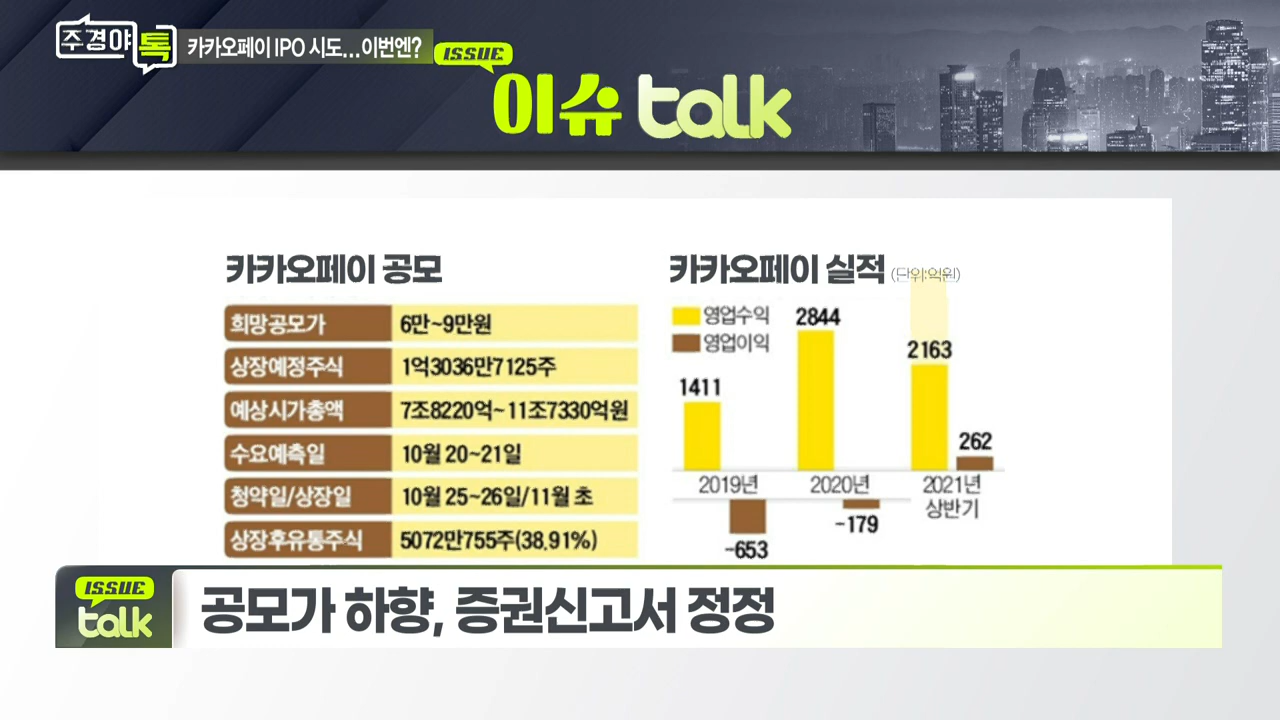 주경야톡
카카오페이 IPO 시도...이번엔?
ISSUE
이슈 talk
카카오페이 공모
희망공모가 6만~9만원
상장예정주식 1억3036만7125주
예상시가총액 7조8220억~11조7330억원
수요예측일 10월 20~21일
청약일/상장일 10월 25~26일/11월 초
상장후유통주식 5072만755주(38.91%)
카카오페이 실적 (단위:억원)
영업수익
영업이익
1411
2844
2163
262
2019년
2020년
2021년
상반기
-653
-179
ISSUE
talk
공모가 하향, 증권신고서 정정